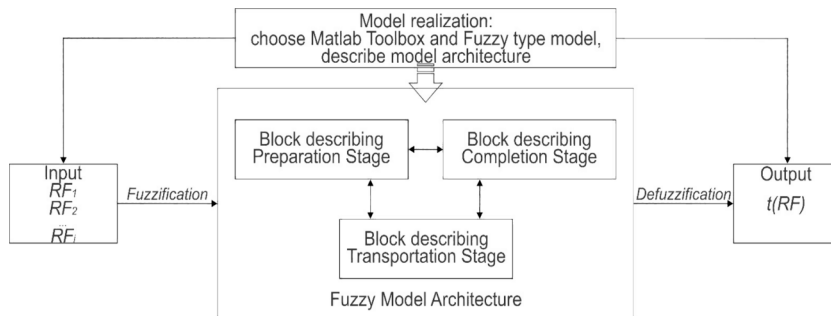 Model realization:
choose Matlab Toolbox and Fuzzy type model,
describe model architecture
Block describing
Preparation Stage
Block describing
Completion Stage
Input
RF1
RF2
...
RFi
Fuzzification
Defuzzification
Output
t(RF)
Block describing
Transportation Stage
Fuzzy Model Architecture